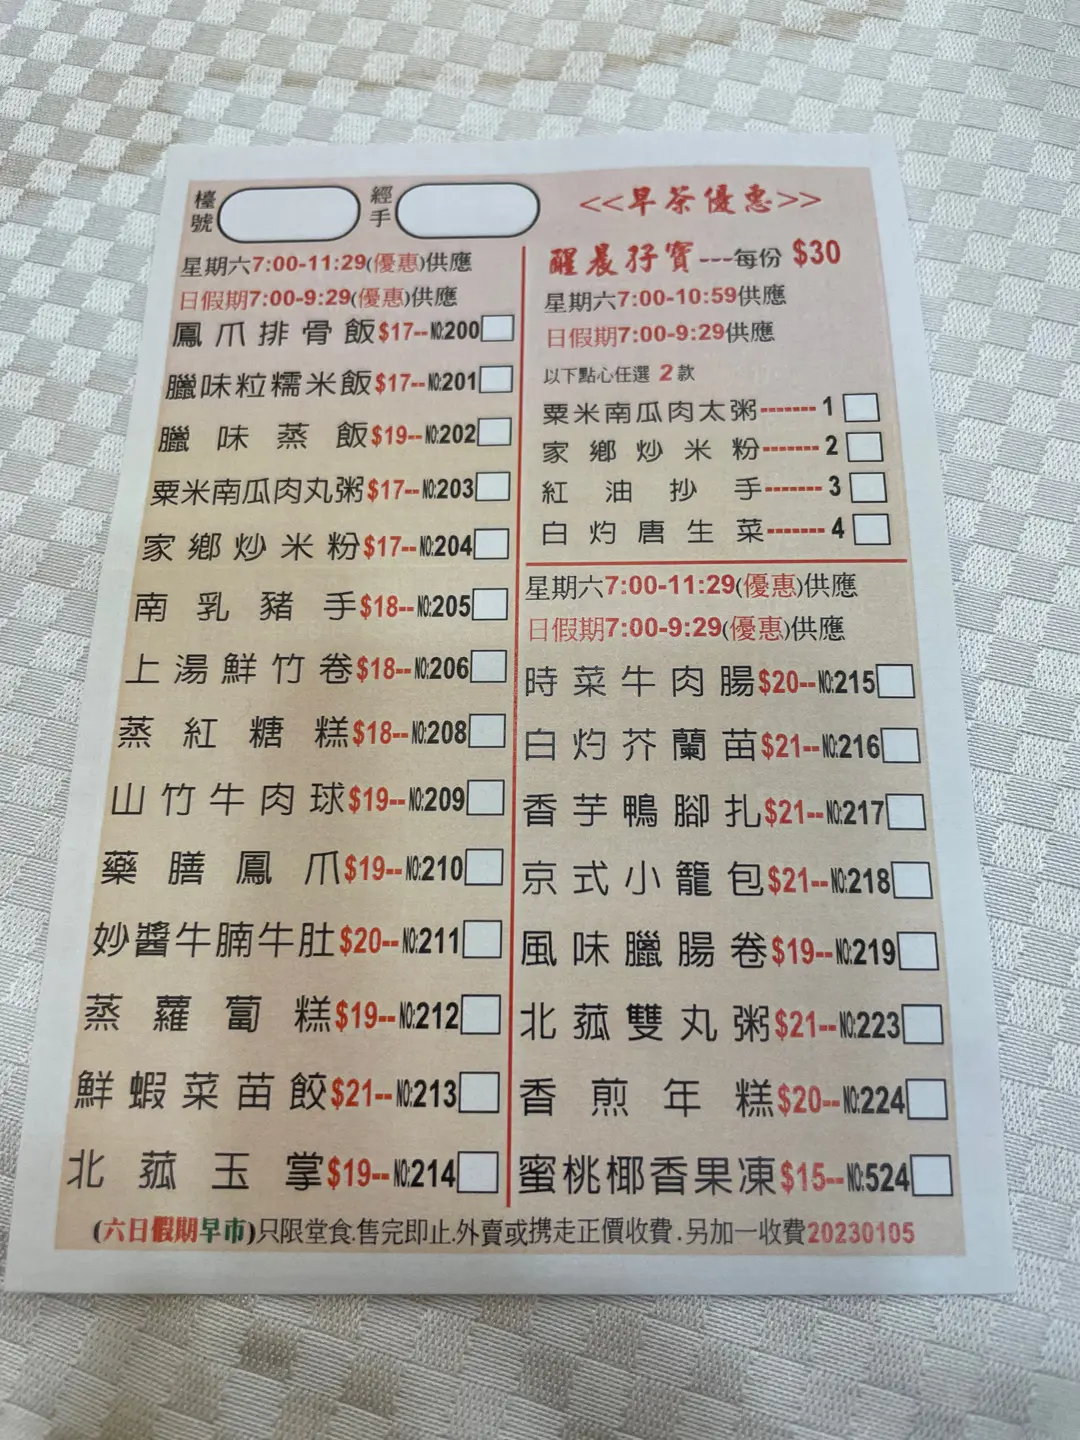 檯號
經手
星期六7:00-11:29(優惠)供應
日假期7:00-9:29(優惠)供應
鳳爪排骨飯$17--NO:200
臘味粒糯米飯$17--NO:201
臘味蒸飯$19--NO:202
粟米南瓜肉丸粥$17--NO:203
家鄉炒米粉$17--NO:204
南乳豬手$18--NO:205
上湯鮮竹卷$18--NO:206
蒸紅糖糕$18--NO:208
山竹牛肉球$19--NO:209
藥膳鳳爪$19--NO:210
妙醬牛腩牛肚$20--NO:211
蒸蘿蔔糕$19--NO:212
鮮蝦菜苗餃$21--NO:213
北菰玉掌$19--NO:214
<<早茶優惠>>
醒晨孖寶---每份 $30
星期六7:00-10:59供應
日假期7:00-9:29供應
以下點心任選 2 款
粟米南瓜肉太粥-------1
家鄉炒米粉-------2
紅油抄手-------3
白灼唐生菜-------4
星期六7:00-11:29(優惠)供應
日假期7:00-9:29(優惠)供應
時菜牛肉腸$20--NO:215
白灼芥蘭苗$21--NO:216
香芋鴨腳扎$21--NO:217
京式小籠包$21--NO:218
風味臘腸卷$19--NO:219
北菰雙丸粥$21--NO:223
香煎年糕$20--NO:224
蜜桃椰香果凍$15--NO:524
(六日假期早市)只限堂食.售完即止.外賣或携走正價收費.另加一收費20230105